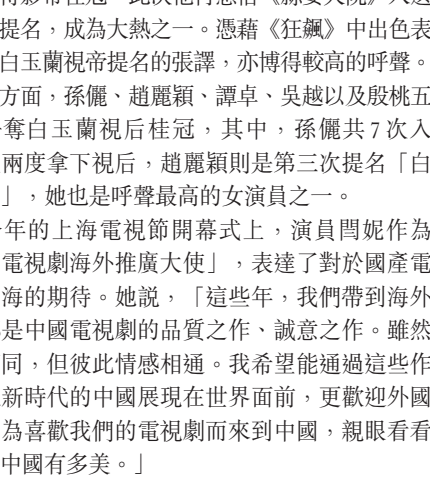 提名，成為大熱之一。憑藉《狂飆》中出色表
白玉蘭視帝提名的張譯，亦博得較高的呼聲。
方面，孫儷、趙麗穎、譚卓、吳越以及殷桃五
奪白玉蘭視后桂冠，其中，孫儷共7次入
兩度拿下視后，趙麗穎則是第三次提名「白
」，她也是呼聲最高的女演員之一。
年的上海電視節開幕式上，演員閆妮作為
電視劇海外推廣大使」，表達了對於國產電
海的期待。她說，「這些年，我們帶到海外
是中國電視劇的品質之作、誠意之作。雖然
同，但彼此情感相通。我希望能通過這些作
新時代的中國展現在世界面前，更歡迎外國
為喜歡我們的電視劇而來到中國，親眼看看
中國有多美。」